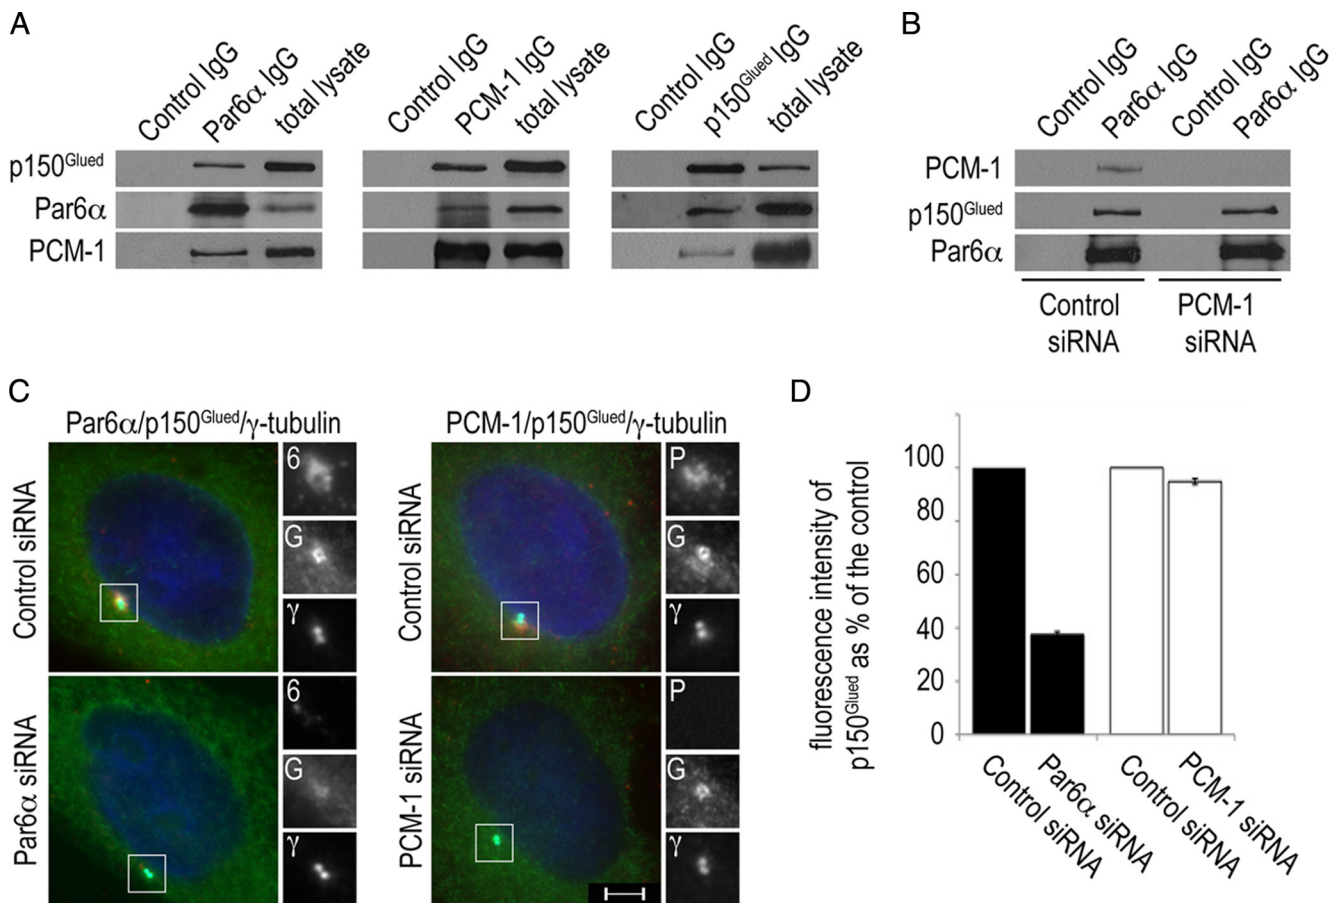 A
Control IgG
Par6α IgG
total lysate
Control IgG
PCM-1 IgG
total lysate
Control IgG
p150Glued IgG
total lysate
p150Glued
Par6α
PCM-1
B
Control IgG
Par6α IgG
Control IgG
Par6α IgG
PCM-1
p150Glued
Par6α
Control
siRNA
PCM-1
siRNA
C
Par6α/p150Glued/γ-tubulin
PCM-1/p150Glued/γ-tubulin
Control siRNA
6
G
γ
Control siRNA
P
G
γ
Par6α siRNA
6
G
γ
PCM-1 siRNA
P
G
γ
D
fluorescence intensity of
p150Glued as % of the control
100
80
100
40
20
0
Control siRNA
Par6α siRNA
Control siRNA
PCM-1 siRNA